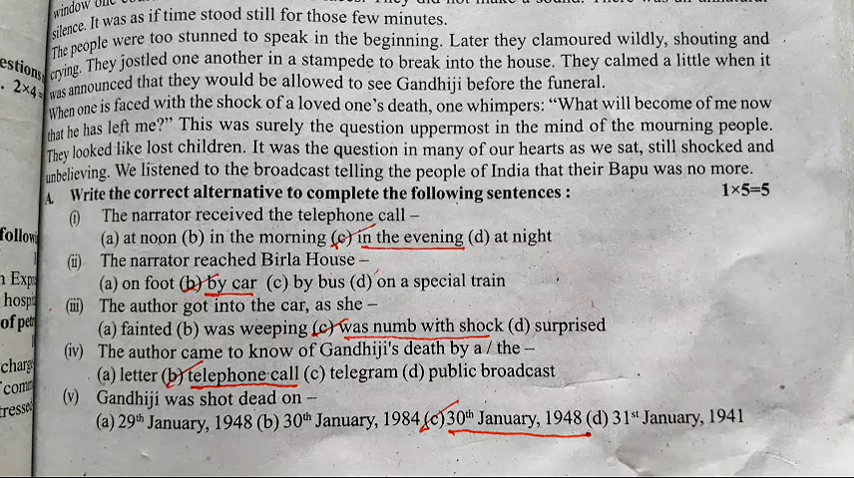 window
silence. It was as if time stood still for those few minutes.
The people were too stunned to speak in the beginning. Later they clamoured wildly, shouting and
crying. They jostled one another in a stampede to break into the house. They calmed a little when it
was announced that they would be allowed to see Gandhiji before the funeral.
When one is faced with the shock of a loved one's death, one whimpers: “What will become of me now
that he has left me?” This was surely the question uppermost in the mind of the mourning people.
They looked like lost children. It was the question in many of our hearts as we sat, still shocked and
unbelieving. We listened to the broadcast telling the people of India that their Bapu was no more.
A. Write the correct alternative to complete the following sentences : 1×5=5
(i) The narrator received the telephone call –
(a) at noon (b) in the morning (c) in the evening (d) at night
(ii) The narrator reached Birla House –
(a) on foot (b) by car (c) by bus (d) on a special train
(iii) The author got into the car, as she –
(a) fainted (b) was weeping (c) was numb with shock (d) surprised
(iv) The author came to know of Gandhiji's death by a / the –
(a) letter (b) telephone call (c) telegram (d) public broadcast
(v) Gandhiji was shot dead on –
(a) 29th January, 1948 (b) 30th January, 1984 (c) 30th January, 1948 (d) 31st January, 1941